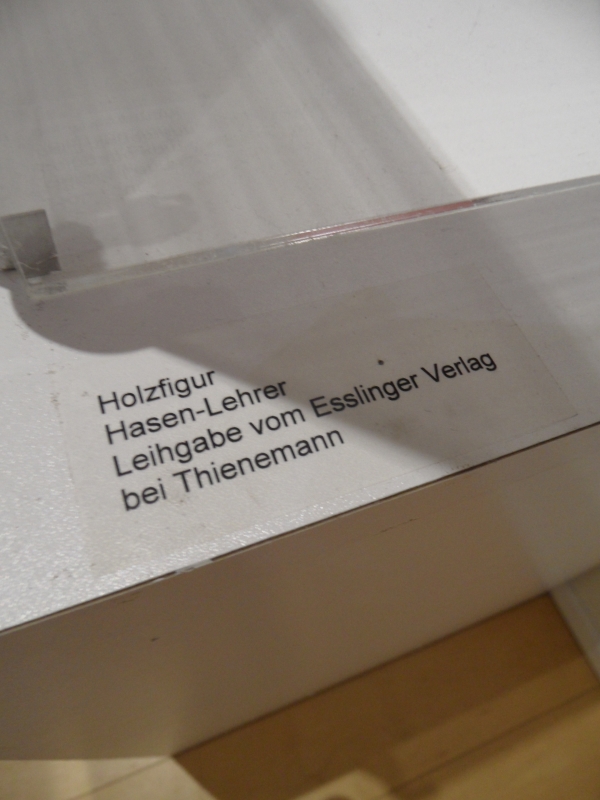 Holzfigur
Hasen-Lehrer
Leihgabe vom Esslinger Verlag
bei Thienemann